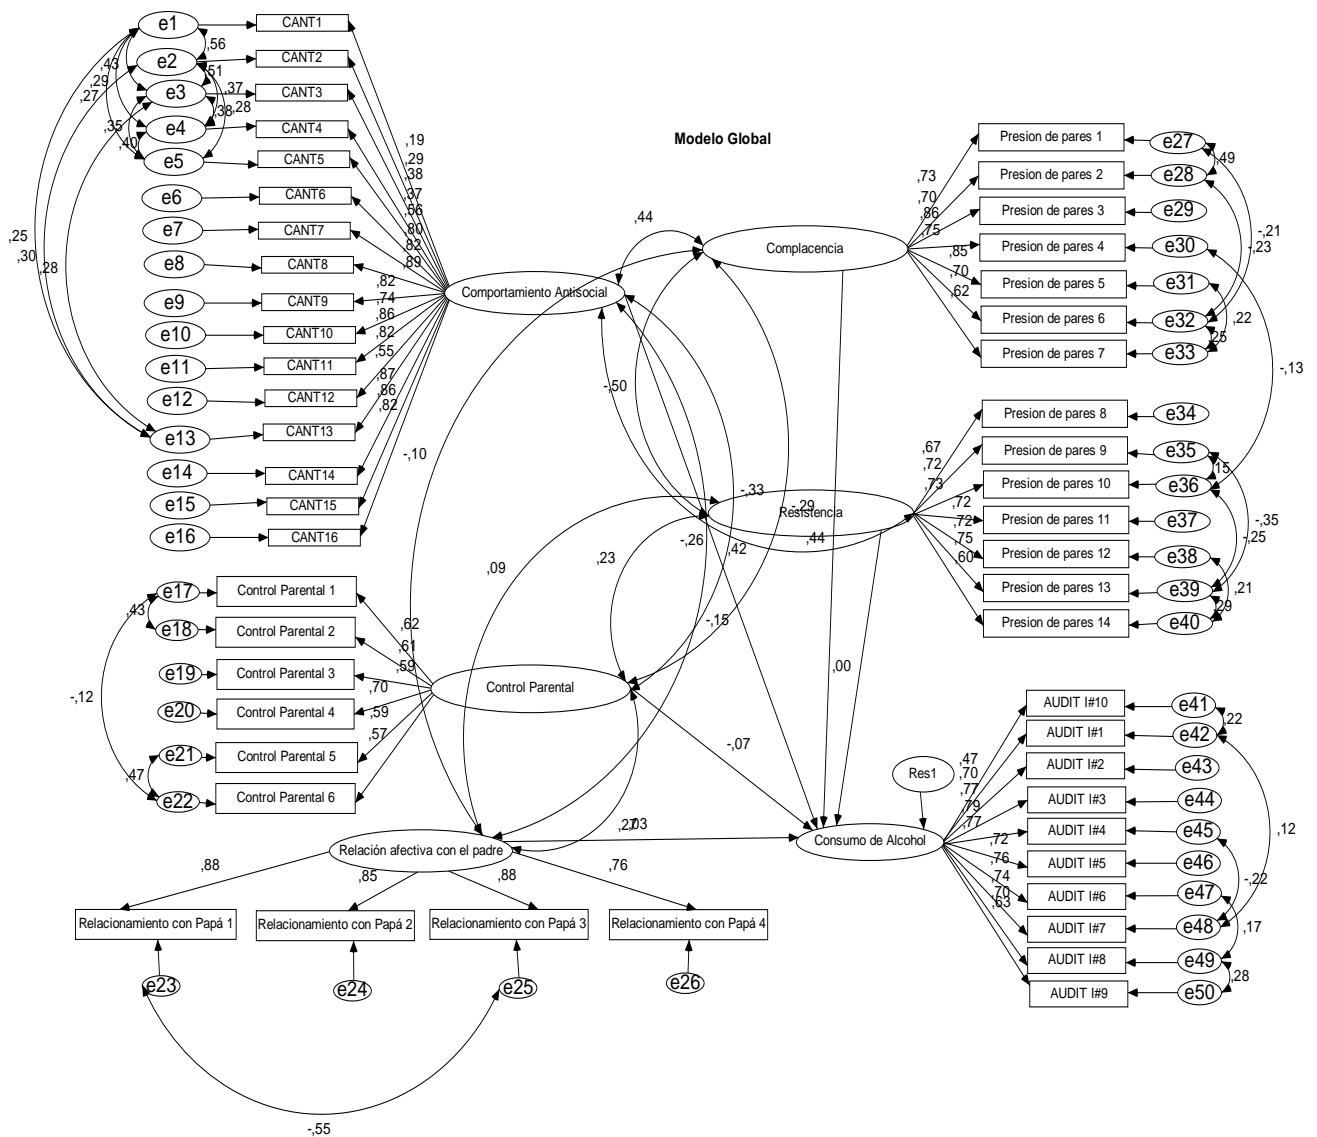 Modelo Global
e1 CANT1
e2 CANT2
e3 CANT3
e4 CANT4
e5 CANT5
e6 CANT6
e7 CANT7
e8 CANT8
e9 CANT9
e10 CANT10
e11 CANT11
e12 CANT12
e13 CANT13
e14 CANT14
e15 CANT15
e16 CANT16
,56
,51
,43
,29
,27
,37
,38
,28
,35
,40
,25
,30
,28
,19
,29
,38
,37
,56
,80
,82
,89
,82
,74
,86
,82
,55
,87
,86
,82
Comportamiento Antisocial
,44
Complacencia
,73
,70
,86
,75
,85
,70
,62
Presion de pares 1 e27
Presion de pares 2 e28
Presion de pares 3 e29
Presion de pares 4 e30
Presion de pares 5 e31
Presion de pares 6 e32
Presion de pares 7 e33
,49
-,21
-,23
,22
,25
-,13
-,50
-,10
-,33
-,29
Resistencia
,44
,42
-,26
,23
,09
-,15
,67
,72
,73
,72
,72
,75
,60
Presion de pares 8 e34
Presion de pares 9 e35
Presion de pares 10 e36
Presion de pares 11 e37
Presion de pares 12 e38
Presion de pares 13 e39
Presion de pares 14 e40
,15
-,35
-,25
,21
,29
e17 Control Parental 1
e18 Control Parental 2
e19 Control Parental 3
e20 Control Parental 4
e21 Control Parental 5
e22 Control Parental 6
,43
-,12
,47
,62
,61
,59
,70
,59
,57
Control Parental
,00
-,07
Res1
Consumo de Alcohol
,27
,03
,47
,70
,77
,79
,77
,72
,76
,74
,70
,63
AUDIT I#10 e41
AUDIT I#1 e42
AUDIT I#2 e43
AUDIT I#3 e44
AUDIT I#4 e45
AUDIT I#5 e46
AUDIT I#6 e47
AUDIT I#7 e48
AUDIT I#8 e49
AUDIT I#9 e50
,22
,12
-,22
,17
,28
Relación afectiva con el padre
,88
,85
,88
,76
Relacionamiento con Papá 1
Relacionamiento con Papá 2
Relacionamiento con Papá 3
Relacionamiento con Papá 4
e23
e24
e25
e26
-,55